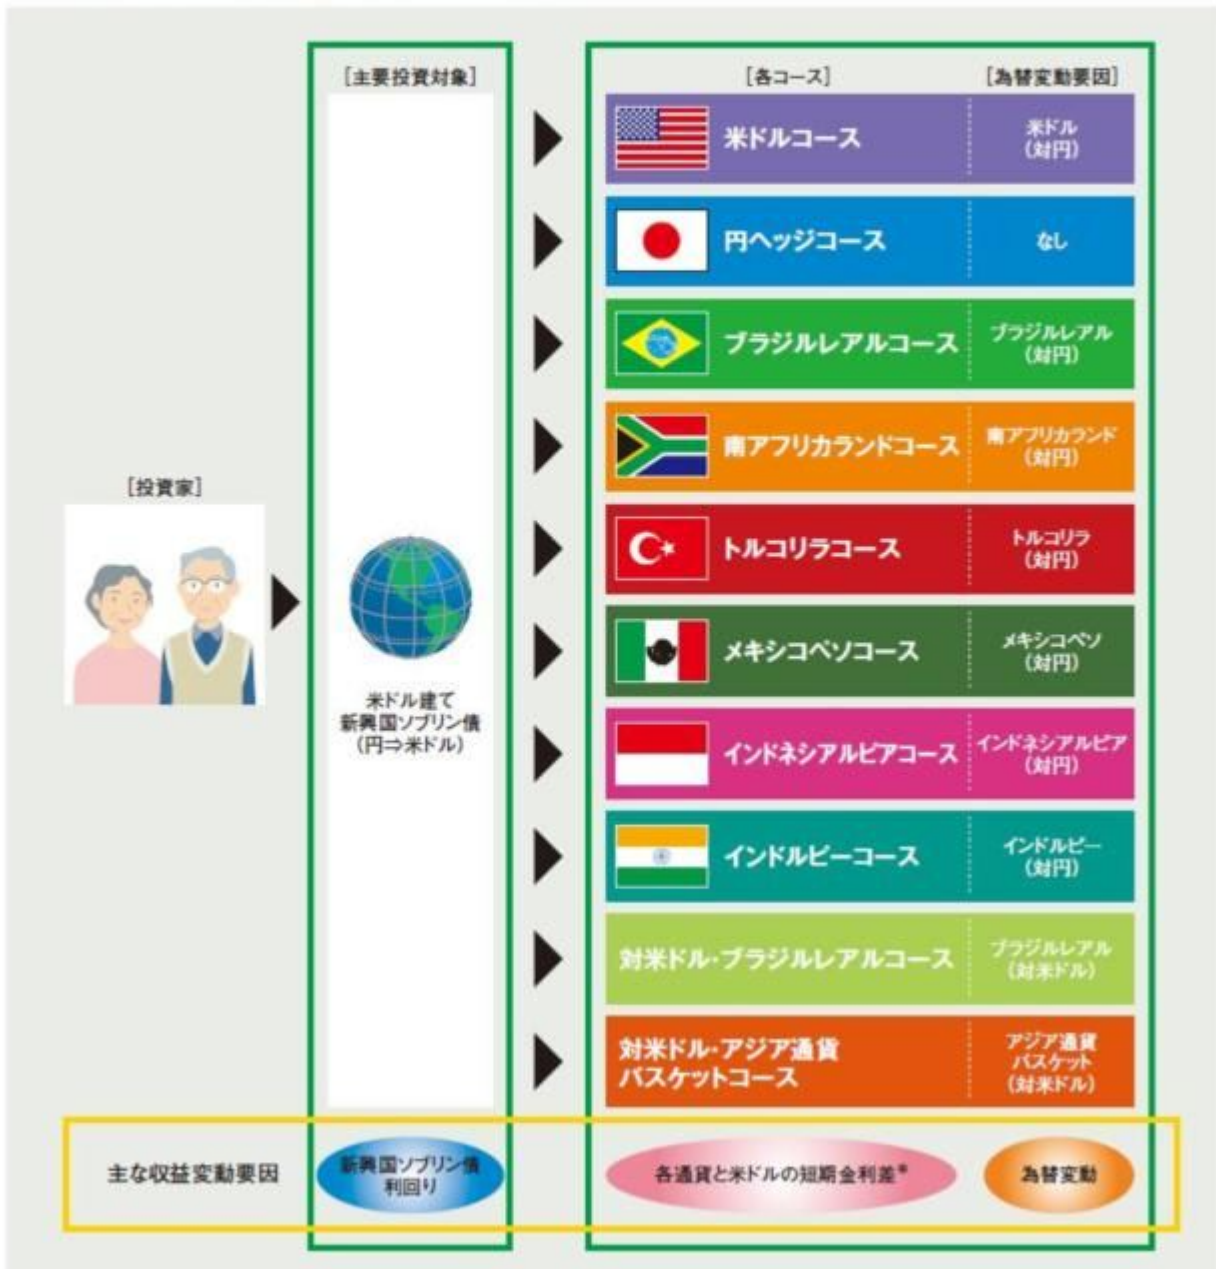 [主要投資対象]
[各コース]
[為替変動要因]
米ドルコース
米ドル
(対円)
円ヘッジコース
なし
ブラジルレアルコース
ブラジルレアル
(対円)
南アフリカランドコース
南アフリカランド
(対円)
[投資家]
トルコリラコース
トルコリラ
(対円)
メキシコペソコース
メキシコペソ
(対円)
米ドル建て
新興国ソブリン債
(円⇒米ドル)
インドネシアルピアコース
インドネシアルピア
(対円)
インドルピーコース
インドルピー
(対円)
対米ドル・ブラジルレアルコース
ブラジルレアル
(対米ドル)
対米ドル・アジア通貨
バスケットコース
アジア通貨
バスケット
(対米ドル)
主な収益変動要因
新興国ソブリン債
利回り
各通貨と米ドルの短期金利差※
為替変動